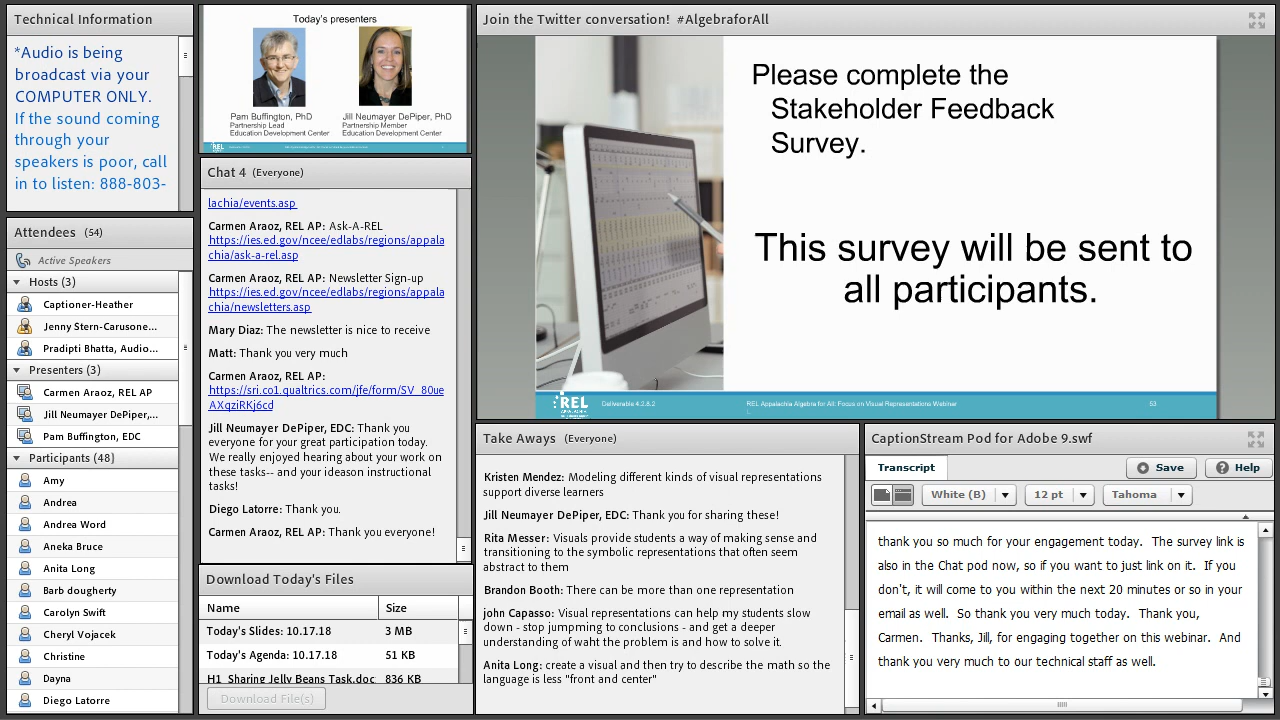 Technical Information
*Audio is being
broadcast via your
COMPUTER ONLY.
If the sound coming
through your
speakers is poor, call
in to listen: 888-803-
Attendees (54)
Active Speakers
Hosts (3)
Captioner-Heather
Jenny Stern-Carusone...
Pradipti Bhatta, Audio...
Presenters (3)
Carmen Araoz, REL AP
Jill Neumayer DePiper,...
Pam Buffington, EDC
Participants (48)
Amy
Andrea
Andrea Word
Aneka Bruce
Anita Long
Barb dougherty
Carolyn Swift
Cheryl Vojacek
Christine
Dayna
Diego Latorre
Today's presenters
Pam Buffington, PhD
Partnership Lead
Education Development Center
Jill Neumayer DePiper, PhD
Partnership Member
Education Development Center
REL
Chat 4 (Everyone)
lachia/events.asp
Carmen Araoz, REL AP: Ask-A-REL
https://ies.ed.gov/ncee/edlabs/regions/appala
chia/ask-a-rel.asp
Carmen Araoz, REL AP: Newsletter Sign-up
https://ies.ed.gov/ncee/edlabs/regions/appala
chia/newsletters.asp
Mary Diaz: The newsletter is nice to receive
Matt: Thank you very much
Carmen Araoz, REL AP:
https://sri.co1.qualtrics.com/jfe/form/SV_80ue
AXqziRKj6cd
Jill Neumayer DePiper, EDC: Thank you
everyone for your great participation today.
We really enjoyed hearing about your work on
these tasks-- and your ideason instructional
tasks!
Diego Latorre: Thank you.
Carmen Araoz, REL AP: Thank you everyone!
Download Today's Files
Name Size
Today's Slides: 10.17.18 3 MB
Today's Agenda: 10.17.18 51 KB
H1_Sharing Jelly Beans Task.doc 836 KB
Download File(s)
Join the Twitter conversation! #AlgebraforAll
Please complete the
Stakeholder Feedback
Survey.
This survey will be sent to
all participants.
REL
APPALACHIA
Deliverable 4.2.8.2
REL Appalachia Algebra for All: Focus on Visual Representations Webinar
53
Take Aways (Everyone)
Kristen Mendez: Modeling different kinds of visual representations
support diverse learners
Jill Neumayer DePiper, EDC: Thank you for sharing these!
Rita Messer: Visuals provide students a way of making sense and
transitioning to the symbolic representations that often seem
abstract to them
Brandon Booth: There can be more than one representation
john Capasso: Visual representations can help my students slow
down - stop jumpming to conclusions - and get a deeper
understanding of waht the problem is and how to solve it.
Anita Long: create a visual and then try to describe the math so the
language is less "front and center"
CaptionStream Pod for Adobe 9.swf
Transcript
Save
Help
White (B)
12 pt
Tahoma
thank you so much for your engagement today. The survey link is
also in the Chat pod now, so if you want to just link on it. If you
don't, it will come to you within the next 20 minutes or so in your
email as well. So thank you very much today. Thank you,
Carmen. Thanks, Jill, for engaging together on this webinar. And
thank you very much to our technical staff as well.